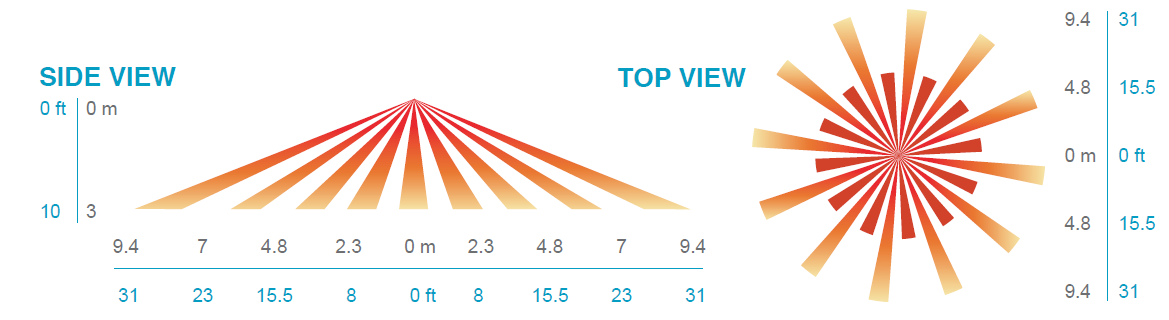 SIDE VIEW
0 ft 0 m
10 3
9.4 7 4.8 2.3 0 m 2.3 4.8 7 9.4
31 23 15.5 8 0 ft 8 15.5 23 31
TOP VIEW
9.4 31
4.8 15.5
0 m 0 ft
4.8 15.5
9.4 31